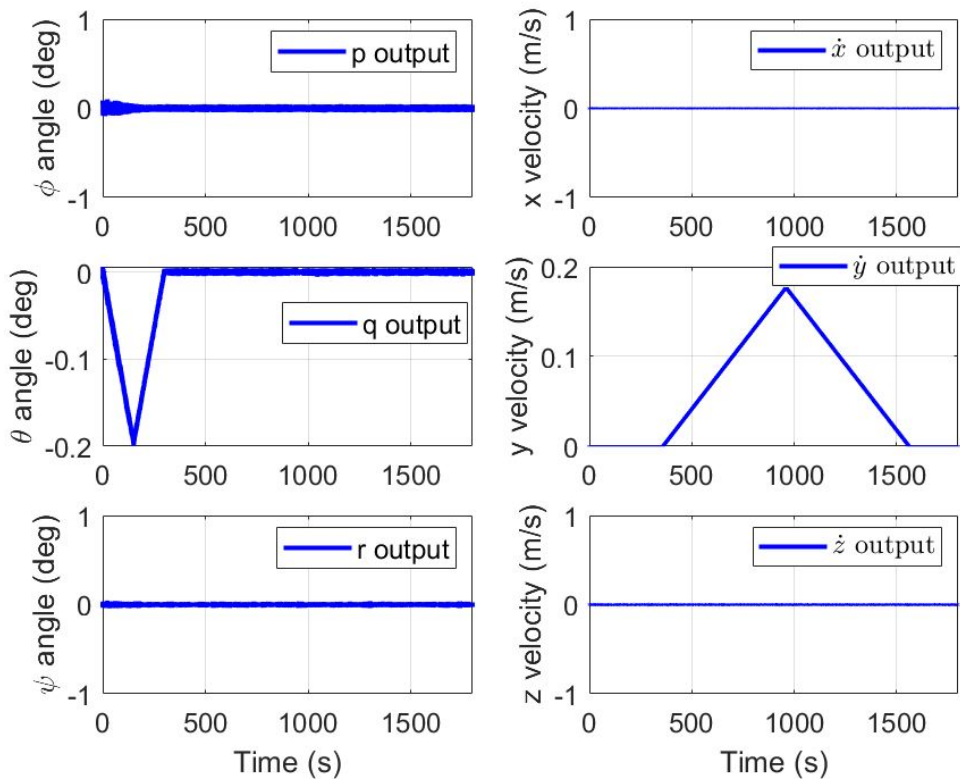 1
0
-1
ϕ angle (deg)
p output
0 500 1000 1500
1
0
-1
x velocity (m/s)
ẋ output
0 500 1000 1500
0
-0.1
-0.2
θ angle (deg)
q output
0 500 1000 1500
0.2
0.1
0
y velocity (m/s)
ẏ output
0 500 1000 1500
1
0
-1
ψ angle (deg)
r output
0 500 1000 1500
Time (s)
1
0
-1
z velocity (m/s)
ż output
0 500 1000 1500
Time (s)